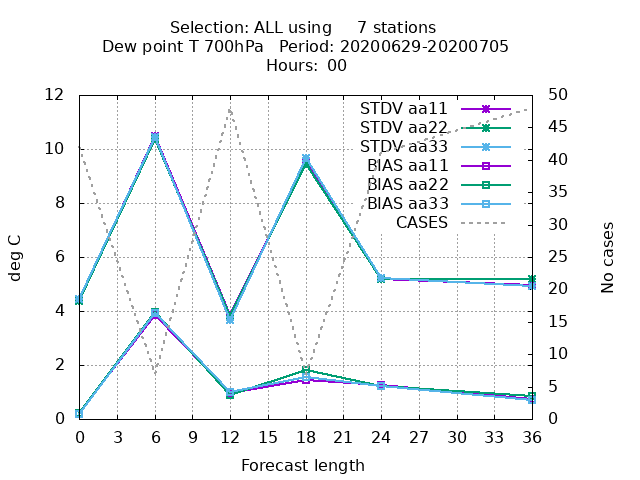 Selection: ALL using     7 stations
Dew point T 700hPa   Period: 20200629-20200705
Hours: 00
12
10
8
6
4
2
0
deg C
50
45
40
35
30
25
20
15
10
5
0
No cases
STDV aa11
STDV aa22
STDV aa33
BIAS aa11
BIAS aa22
BIAS aa33
CASES
0 3 6 9 12 15 18 21 24 27 30 33 36
Forecast length